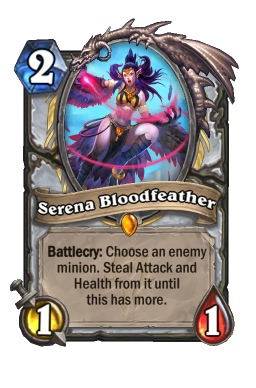 2
Serena Bloodfeather
Battlecry: Choose an enemy
minion. Steal Attack and
Health from it until
this has more.
1
1